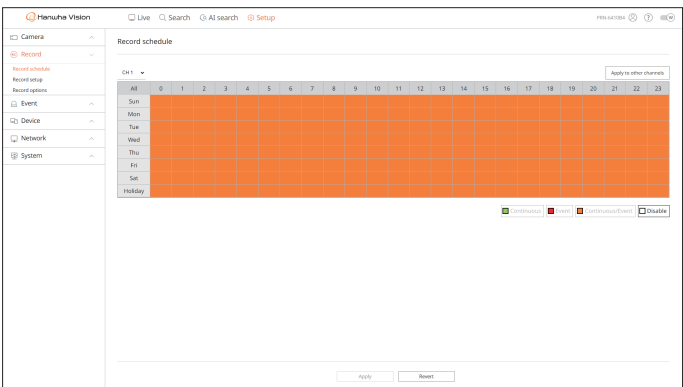 Hanwha Vision
Live Search AI search Setup
PRN-6410B4
Camera
Record
Record schedule
Record setup
Record options
Event
Device
Network
System
Record schedule
CH 1
Apply to other channels
All 0 1 2 3 4 5 6 7 8 9 10 11 12 13 14 15 16 17 18 19 20 21 22 23
Sun
Mon
Tue
Wed
Thu
Fri
Sat
Holiday
Continuous Event Continuous/Event Disable
Apply Revert